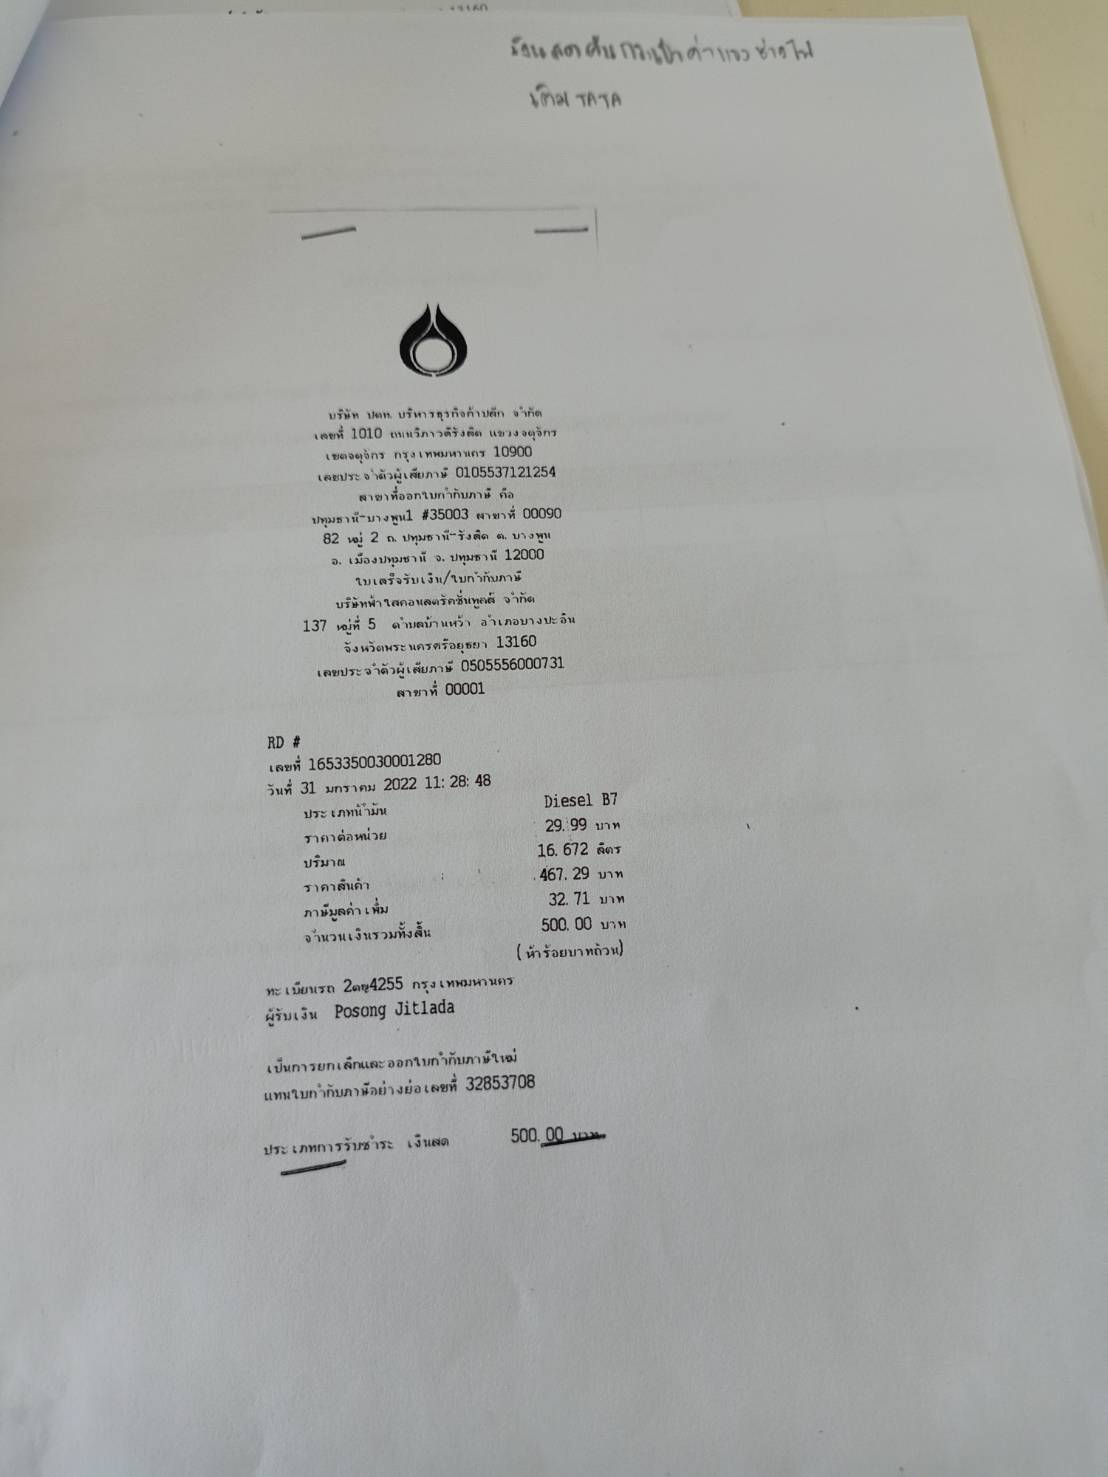 เงินสดคืนกระเป๋าค่าแรงช่างไฟ
เติม TATA
บริษัท ปตท. บริหารธุรกิจค้าปลีก จำกัด
เลขที่ 1010 ถนนวิภาวดีรังสิต แขวงจตุจักร
เขตจตุจักร กรุงเทพมหานคร 10900
เลขประจำตัวผู้เสียภาษี 0105537121254
สาขาที่ออกใบกำกับภาษี คือ
ปทุมธานี-บางพูน1 #35003 สาขาที่ 00090
82 หมู่ 2 ถ. ปทุมธานี-รังสิต ต. บางพูน
อ. เมืองปทุมธานี จ. ปทุมธานี 12000
ใบเสร็จรับเงิน/ใบกำกับภาษี
บริษัทฟ้าใสคอนสตรัคชั่นทูลส์ จำกัด
137 หมู่ที่ 5 ตำบลบ้านหว้า อำเภอบางปะอิน
จังหวัดพระนครศรีอยุธยา 13160
เลขประจำตัวผู้เสียภาษี 0505556000731
สาขาที่ 00001
RD #
เลขที่ 1653350030001280
วันที่ 31 มกราคม 2022 11:28:48
ประเภทน้ำมัน Diesel B7
ราคาต่อหน่วย 29.99 บาท
ปริมาณ 16.672 ลิตร
ราคาสินค้า 467.29 บาท
ภาษีมูลค่าเพิ่ม 32.71 บาท
จำนวนเงินรวมทั้งสิ้น 500.00 บาท
(ห้าร้อยบาทถ้วน)
ทะเบียนรถ 2ฒฐ4255 กรุงเทพมหานคร
ผู้รับเงิน Posong Jitlada
เป็นการยกเลิกและออกใบกำกับภาษีใหม่
แทนใบกำกับภาษีอย่างย่อเลขที่ 32853708
ประเภทการรับชำระ เงินสด 500.00 บาท